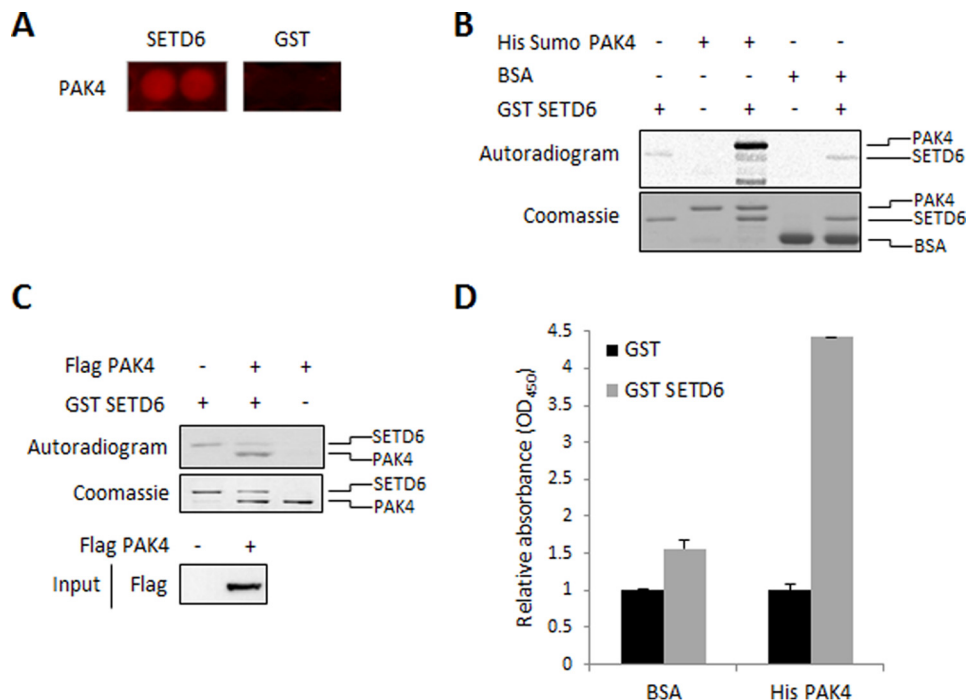 A
SETD6 GST
PAK4
B
His Sumo PAK4 - + + - -
BSA - - - + +
GST SETD6 + - + - +
Autoradiogram
PAK4
SETD6
Coomassie
PAK4
SETD6
BSA
C
Flag PAK4 - + +
GST SETD6 + + -
Autoradiogram
SETD6
PAK4
Coomassie
SETD6
PAK4
Flag PAK4 - +
Input Flag
D
Relative absorbance (OD450)
4.5
4
3.5
3
2.5
2
1.5
1
0.5
0
GST
GST SETD6
BSA His PAK4